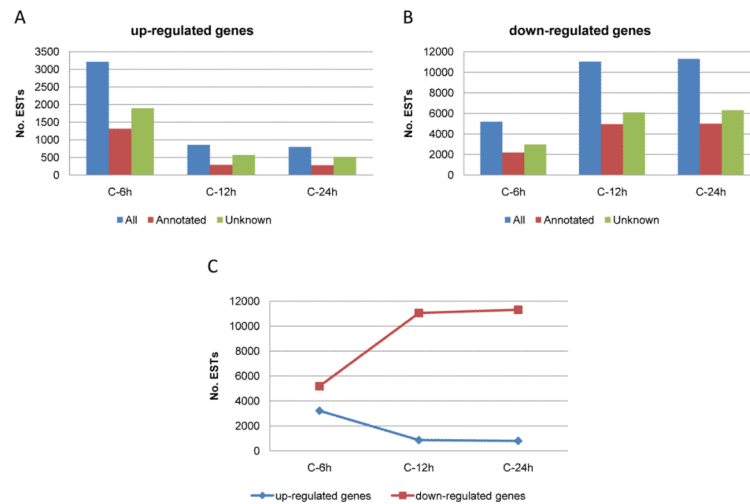 A
up-regulated genes
No. ESTs
3500
3000
2500
2000
1500
1000
500
0
C-6h C-12h C-24h
All Annotated Unknown
B
down-regulated genes
No. ESTs
12000
10000
8000
6000
4000
2000
0
C-6h C-12h C-24h
All Annotated Unknown
C
No. ESTs
12000
10000
8000
6000
4000
2000
0
C-6h C-12h C-24h
up-regulated genes down-regulated genes